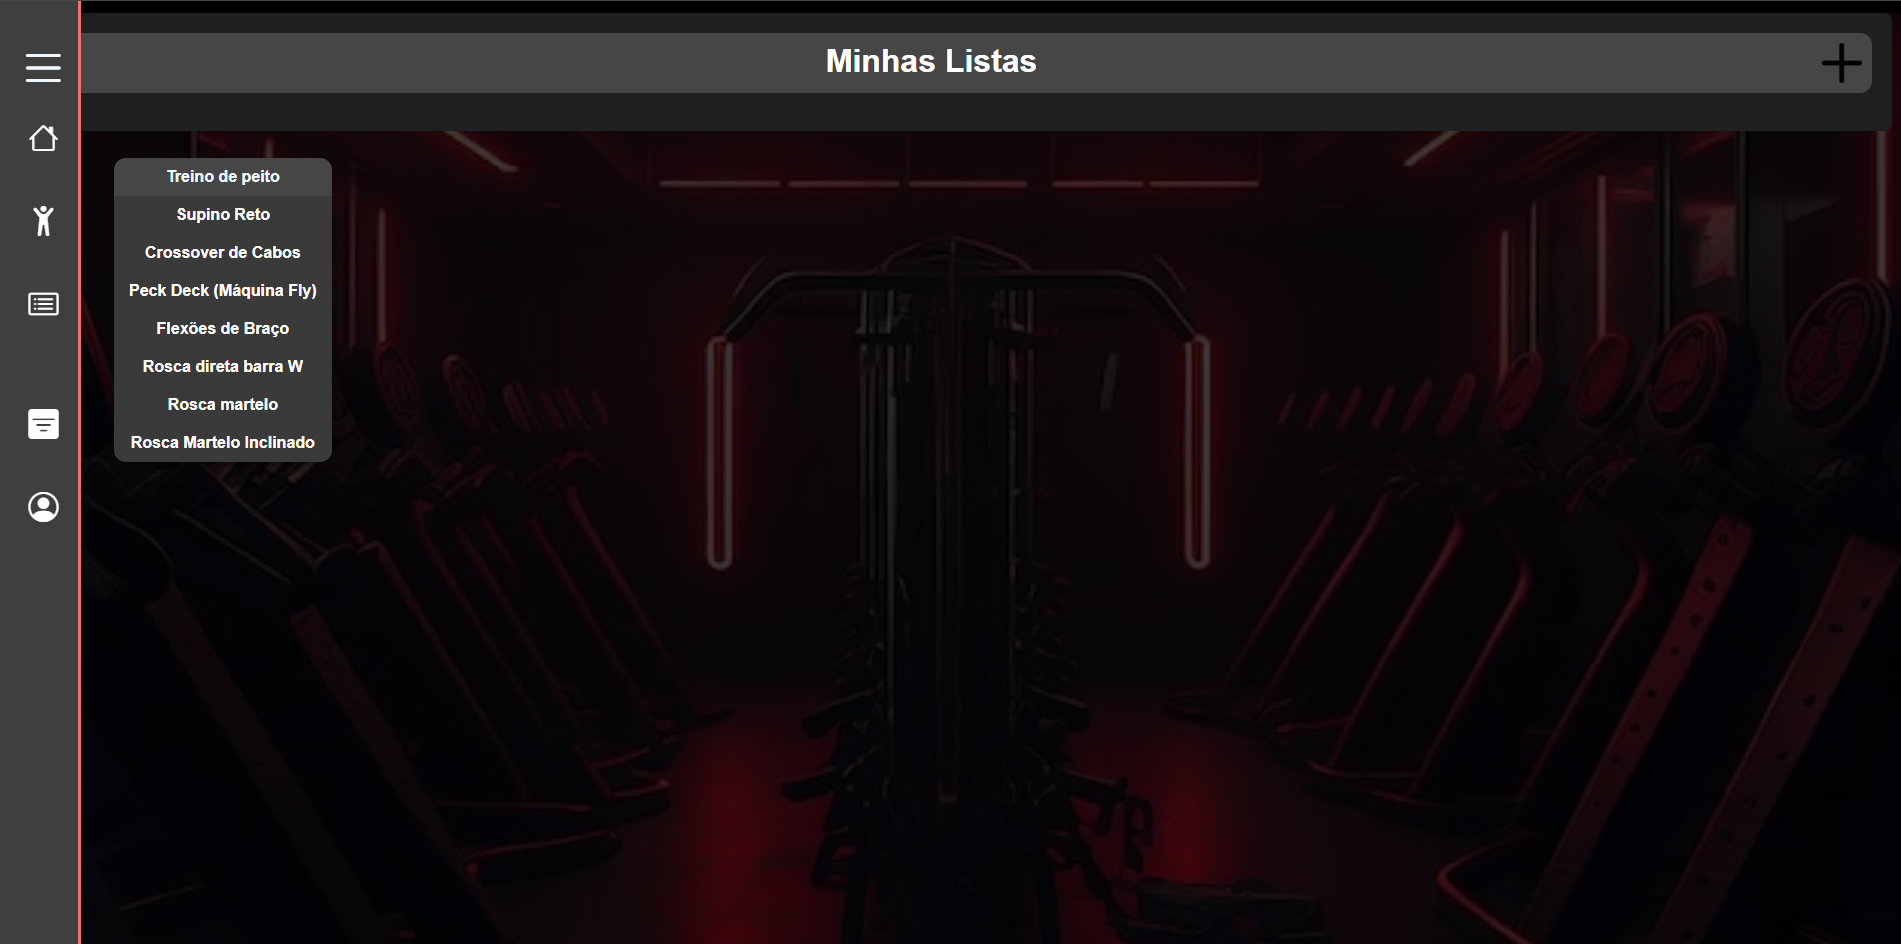 Minhas Listas
Treino de peito
Supino Reto
Crossover de Cabos
Peck Deck (Máquina Fly)
Flexões de Braço
Rosca direta barra W
Rosca martelo
Rosca Martelo Inclinado